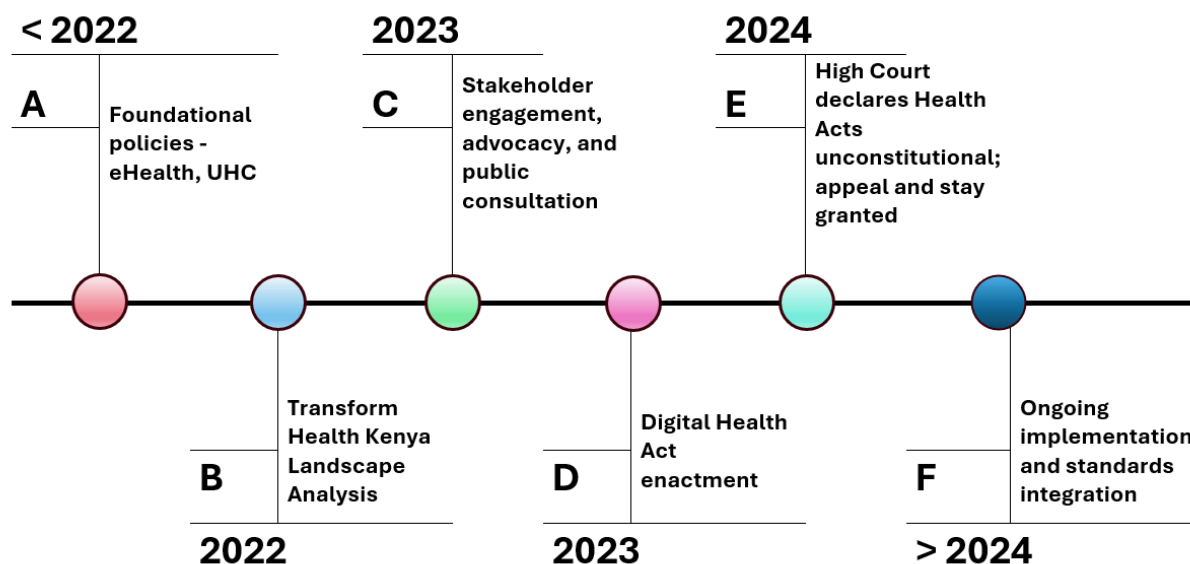 < 2022
A
Foundational
policies -
eHealth, UHC
B
Transform
Health Kenya
Landscape
Analysis
2022
2023
C
Stakeholder
engagement,
advocacy, and
public
consultation
D
Digital Health
Act
enactment
2023
2024
E
High Court
declares Health
Acts
unconstitutional;
appeal and stay
granted
F
Ongoing
implementation
and standards
integration
> 2024